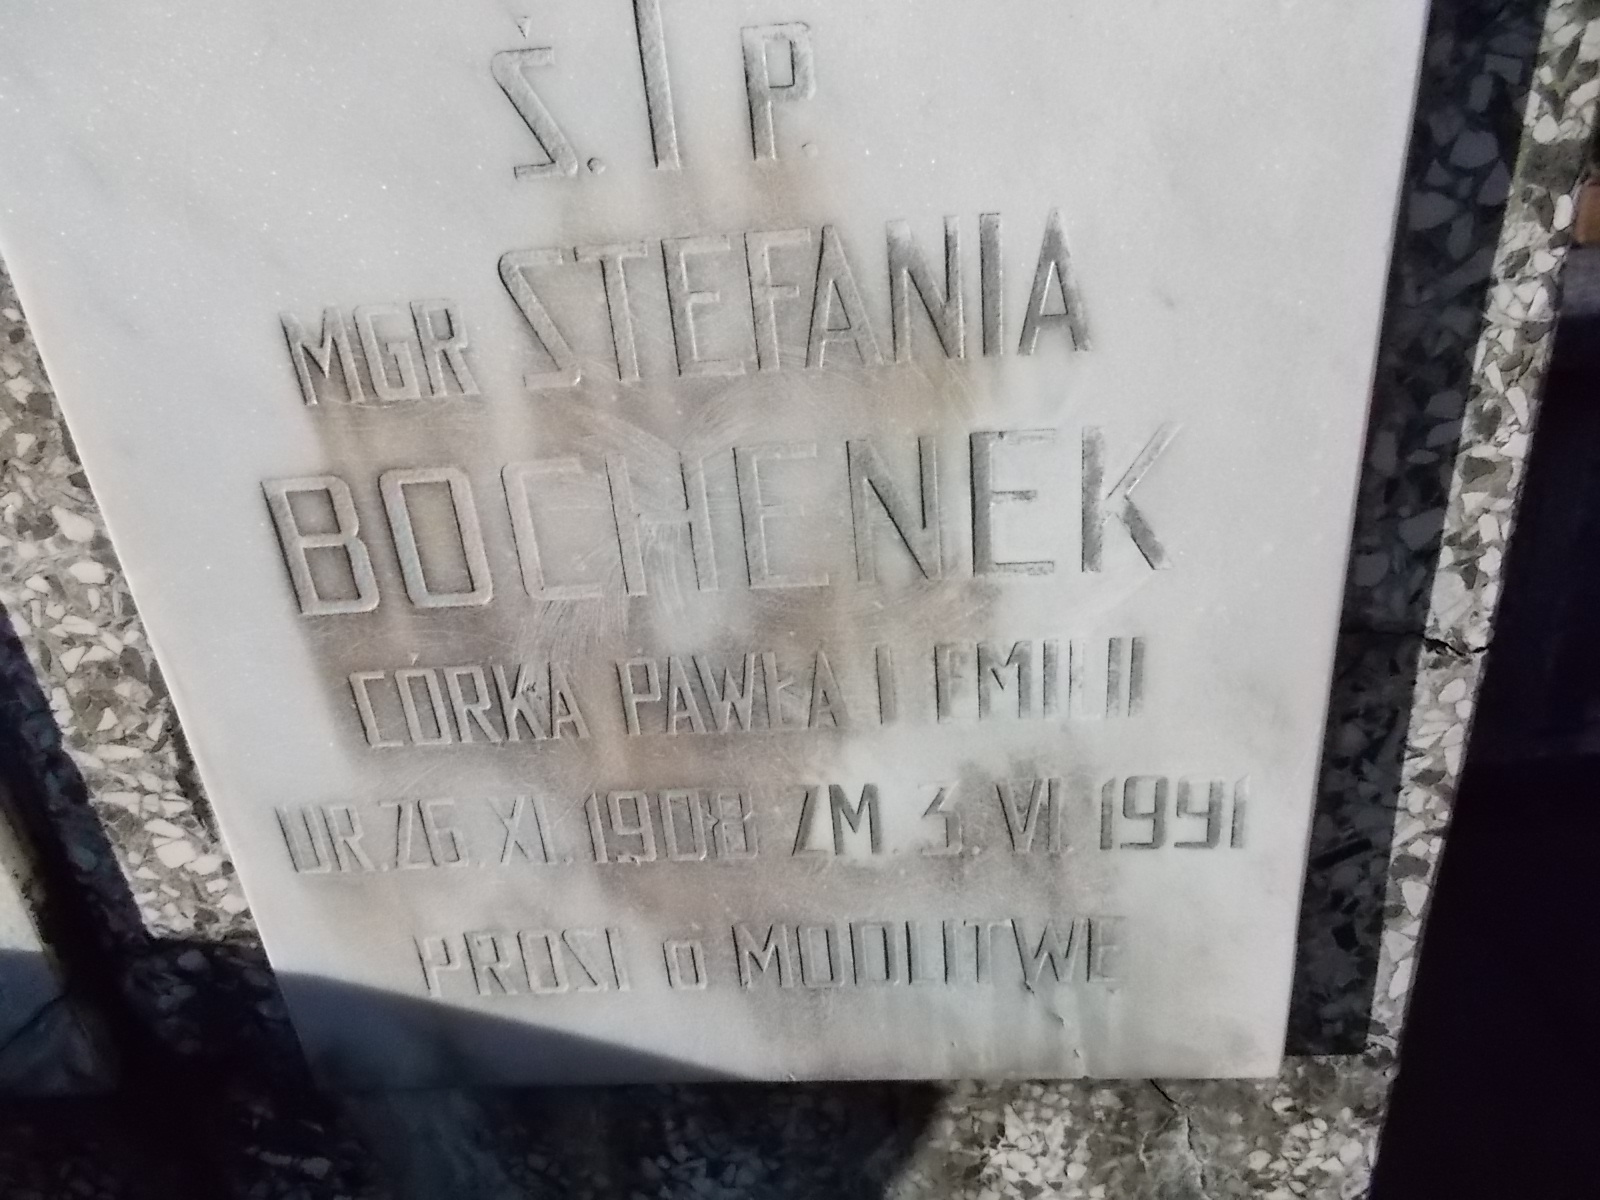 Ś. † P.
MGR STEFANIA
BOCHENEK
CÓRKA PAWŁA I EMILII
UR. 26. XI. 1908 ZM. 3. VI. 1991
PROSI o MODLITWĘ